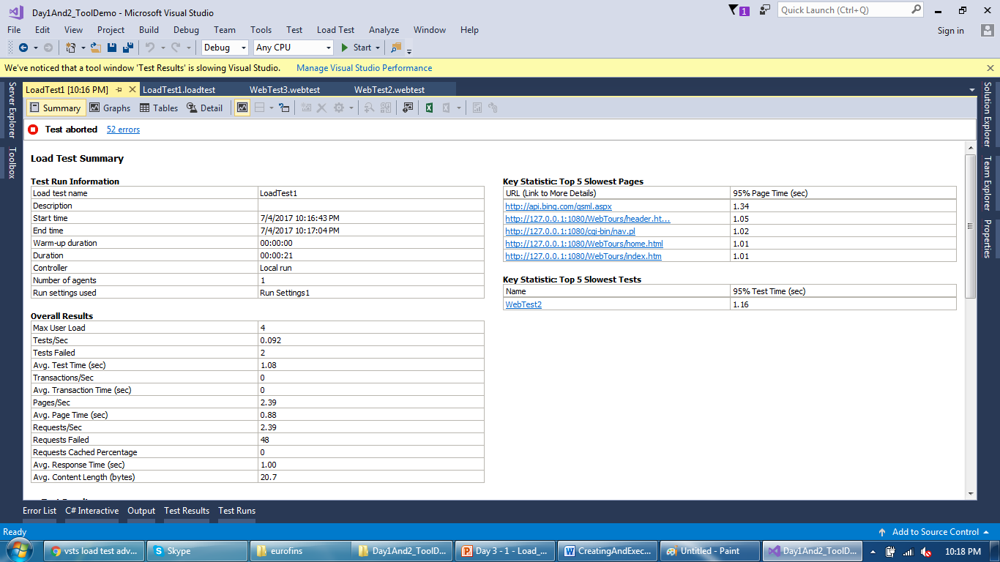 Day1And2_ToolDemo - Microsoft Visual Studio
1
Quick Launch (Ctrl+Q)
File Edit View Project Build Debug Team Tools Test Load Test Analyze Window Help
Sign in
Debug Any CPU Start
We've noticed that a tool window 'Test Results' is slowing Visual Studio. Manage Visual Studio Performance
LoadTest1 [10:16 PM] LoadTest1.loadtest WebTest3.webtest WebTest2.webtest
Server Explorer
Toolbox
Solution Explorer
Team Explorer
Properties
Summary Graphs Tables Detail
Test aborted 52 errors
Load Test Summary
Test Run Information
Load test name LoadTest1
Description
Start time 7/4/2017 10:16:43 PM
End time 7/4/2017 10:17:04 PM
Warm-up duration 00:00:00
Duration 00:00:21
Controller Local run
Number of agents 1
Run settings used Run Settings1
Overall Results
Max User Load 4
Tests/Sec 0.092
Tests Failed 2
Avg. Test Time (sec) 1.08
Transactions/Sec 0
Avg. Transaction Time (sec) 0
Pages/Sec 2.39
Avg. Page Time (sec) 0.88
Requests/Sec 2.39
Requests Failed 48
Requests Cached Percentage 0
Avg. Response Time (sec) 1.00
Avg. Content Length (bytes) 20.7
Key Statistic: Top 5 Slowest Pages
URL (Link to More Details) 95% Page Time (sec)
http://api.bing.com/qsml.aspx 1.34
http://127.0.0.1:1080/WebTours/header.ht... 1.05
http://127.0.0.1:1080/cgi-bin/nav.pl 1.02
http://127.0.0.1:1080/WebTours/home.html 1.01
http://127.0.0.1:1080/WebTours/index.htm 1.01
Key Statistic: Top 5 Slowest Tests
Name 95% Test Time (sec)
WebTest2 1.16
Error List C# Interactive Output Test Results Test Runs
Ready
Add to Source Control
vsts load test adv... Skype eurofins Day1And2_ToolD... Day 3 - 1 - Load_... CreatingAndExec... Untitled - Paint Day1And2_ToolD... 10:18 PM